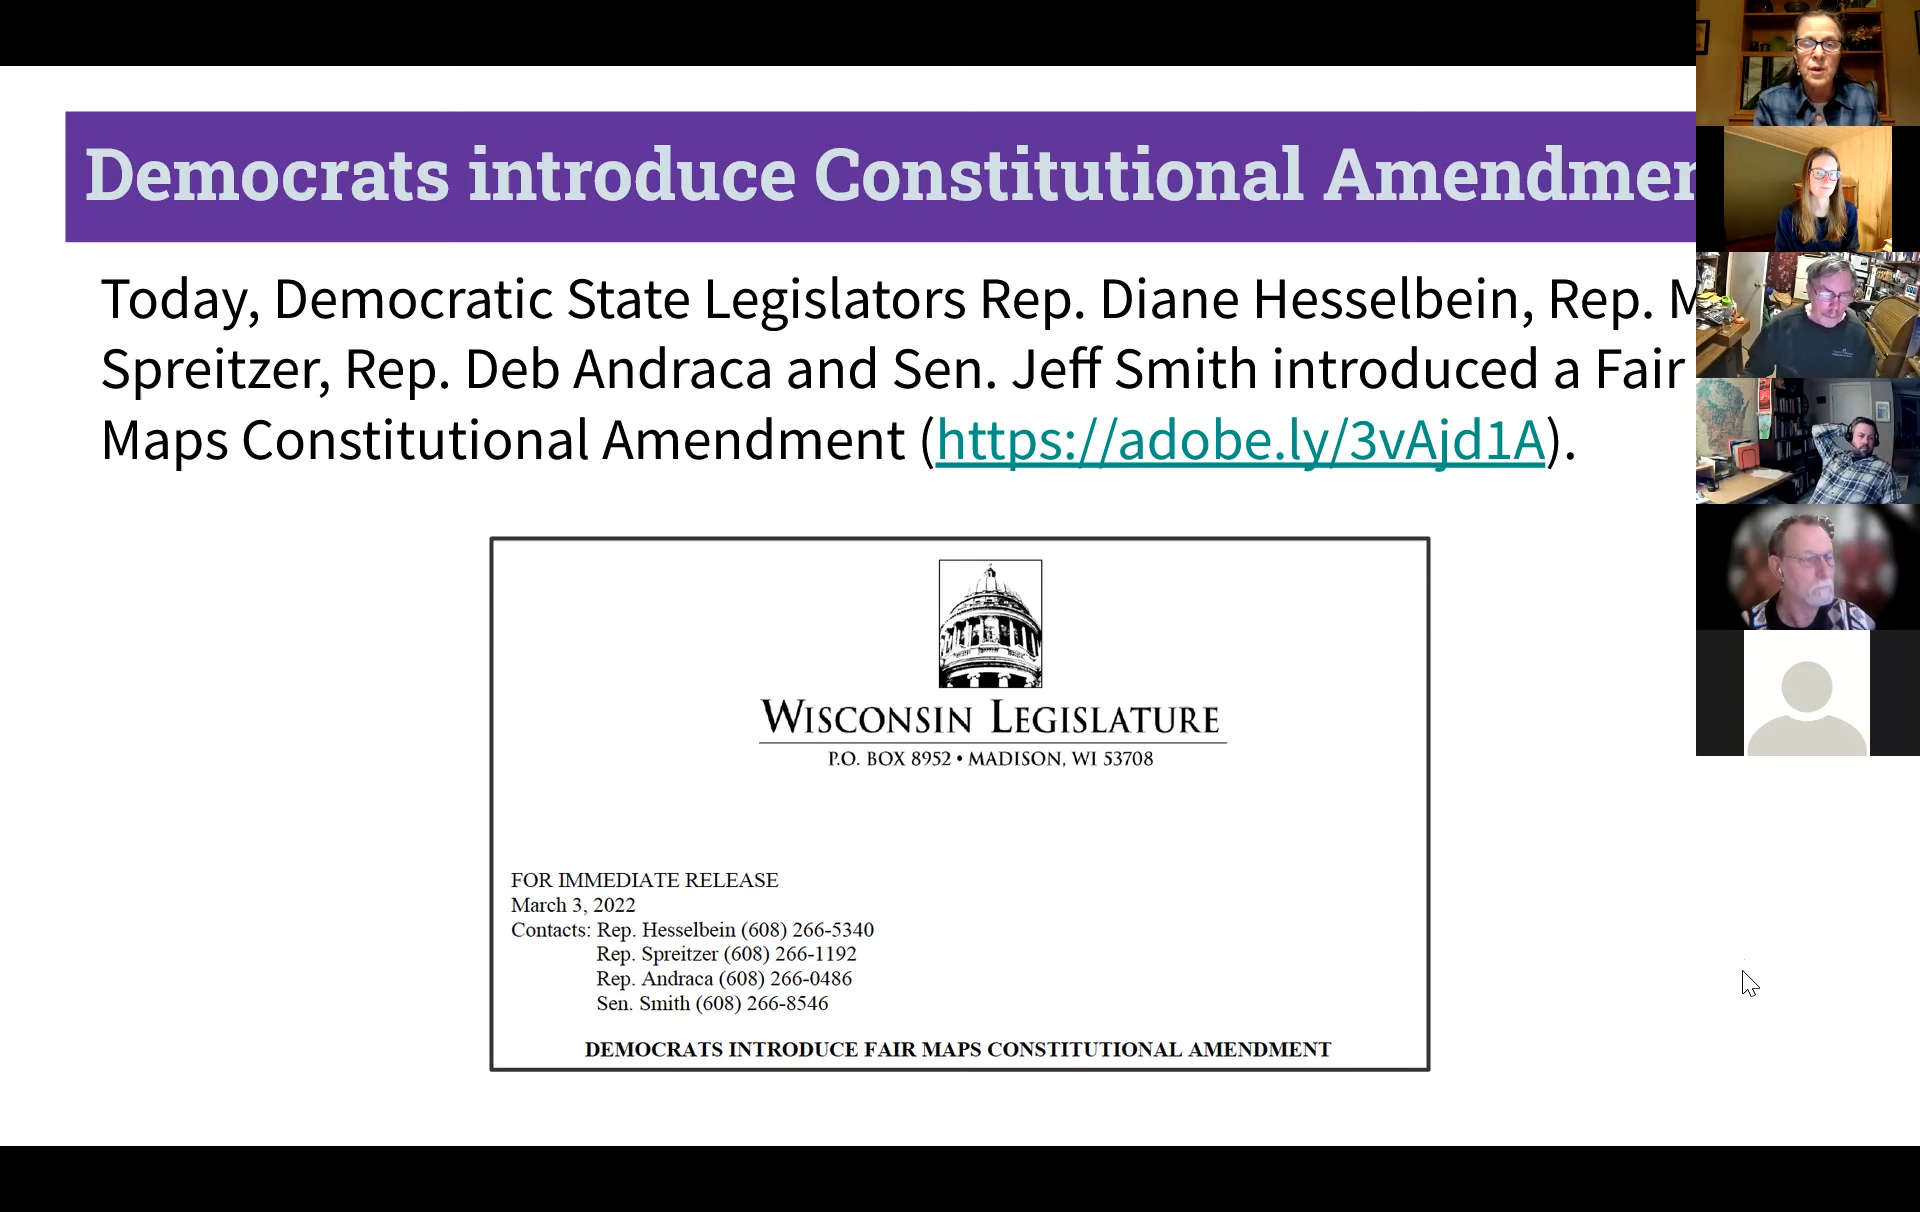 Democrats introduce Constitutional
Today, Democratic State Legislators Rep. Diane Hesselbein, Rep.
Spreitzer, Rep. Deb Andraca and Sen. Jeff Smith introduced a Fair
Maps Constitutional Amendment (https://adobe.ly/3vAjd1A).
WISCONSIN LEGISLATURE
P.O. BOX 8952 • MADISON, WI 53708
FOR IMMEDIATE RELEASE
March 3, 2022
Contacts: Rep. Hesselbein (608) 266-5340
Rep. Spreitzer (608) 266-1192
Rep. Andraca (608) 266-0486
Sen. Smith (608) 266-8546
DEMOCRATS INTRODUCE FAIR MAPS CONSTITUTIONAL AMENDMENT